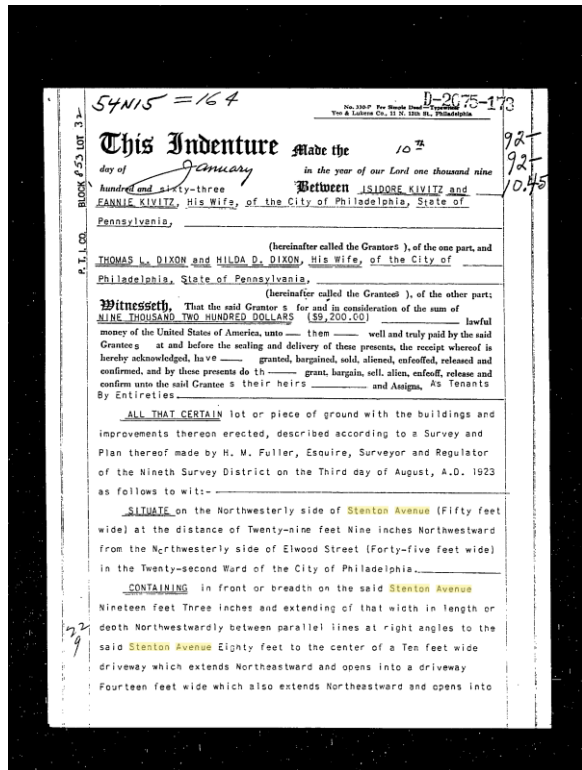 54N15 = 164
D-2075-173
No. 330-P Fee Simple Deed—Typewriter
Yeo & Lukens Co., 11 N. 13th St., Philadelphia
P. T. I. CO. BLOCK 853 LOT 32
This Indenture Made the 10th
92-
92-
10.45
day of January in the year of our Lord one thousand nine
hundred and sixty-three Between ISIDORE KIVITZ and
FANNIE KIVITZ, His Wife, of the City of Philadelphia, State of
Pennsylvania,
(hereinafter called the Grantors ), of the one part, and
THOMAS L. DIXON and HILDA D. DIXON, His Wife, of the City of
Philadelphia, State of Pennsylvania,
(hereinafter called the Grantees ), of the other part;
Witnesseth, That the said Grantor s for and in consideration of the sum of
NINE THOUSAND TWO HUNDRED DOLLARS ($9,200.00) lawful
money of the United States of America, unto — them — well and truly paid by the said
Grantee s at and before the sealing and delivery of these presents, the receipt whereof is
hereby acknowledged, ha ve — granted, bargained, sold, aliened, enfeoffed, released and
confirmed, and by these presents do th — grant, bargain, sell, alien, enfeoff, release and
confirm unto the said Grantee s their heirs — and Assigns, As Tenants
By Entireties.
ALL THAT CERTAIN lot or piece of ground with the buildings and
improvements thereon erected, described according to a Survey and
Plan thereof made by H. M. Fuller, Esquire, Surveyor and Regulator
of the Nineth Survey District on the Third day of August, A.D. 1923
as follows to wit:-
SITUATE on the Northwesterly side of Stenton Avenue (Fifty feet
wide) at the distance of Twenty-nine feet Nine inches Northwestward
from the Northwesterly side of Elwood Street (Forty-five feet wide)
in the Twenty-second Ward of the City of Philadelphia.
CONTAINING in front or breadth on the said Stenton Avenue
Nineteen feet Three inches and extending of that width in length or
depth Northwestwardly between parallel lines at right angles to the
22
9
said Stenton Avenue Eighty feet to the center of a Ten feet wide
driveway which extends Northeastward and opens into a driveway
Fourteen feet wide which also extends Northeastward and opens into